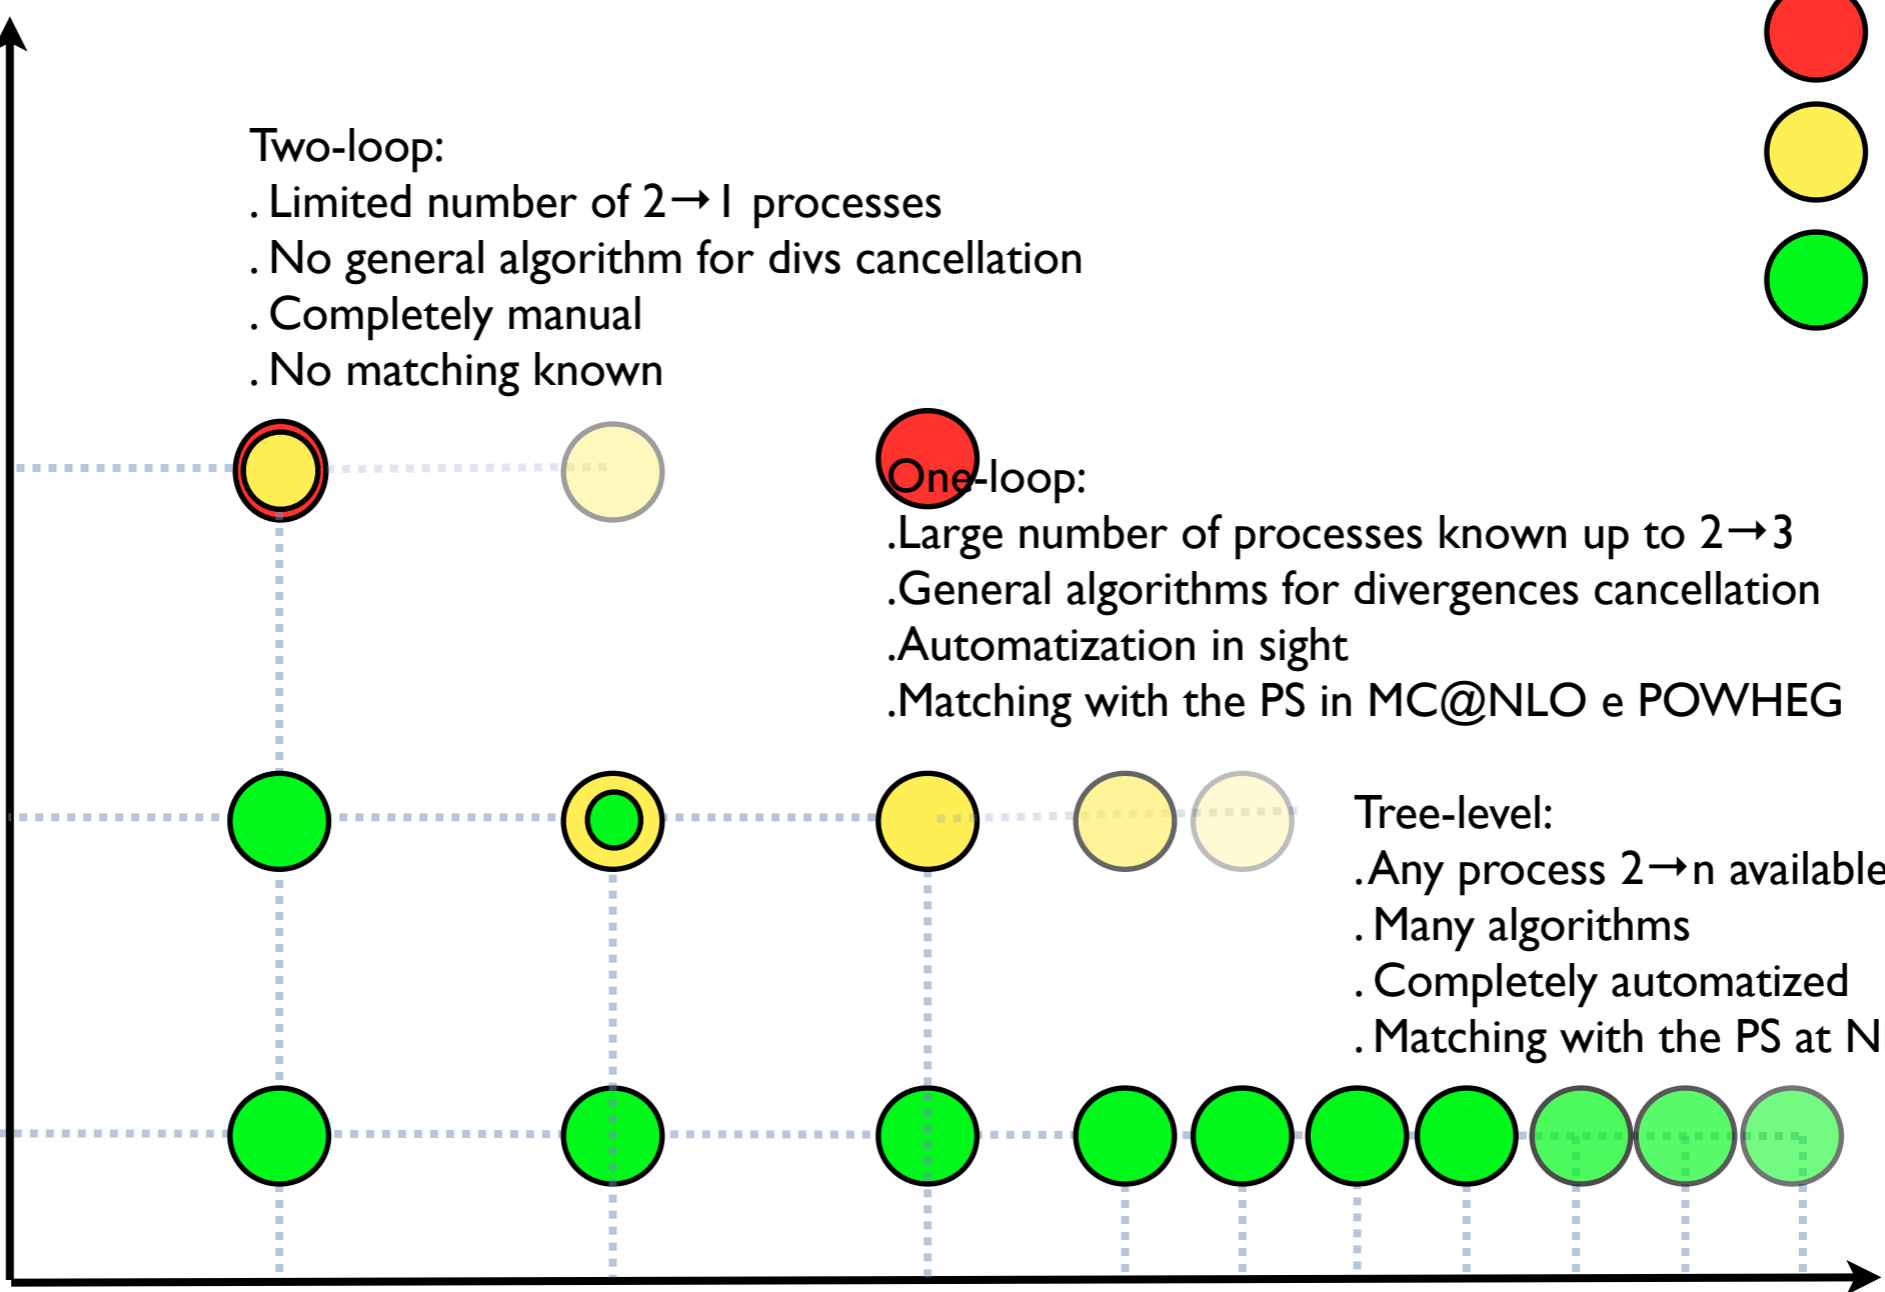 Two-loop:
. Limited number of 2→1 processes
. No general algorithm for divs cancellation
. Completely manual
. No matching known
One-loop:
.Large number of processes known up to 2→3
.General algorithms for divergences cancellation
.Automatization in sight
.Matching with the PS in MC@NLO e POWHEG
Tree-level:
.Any process 2→n available
. Many algorithms
. Completely automatized
. Matching with the PS at N